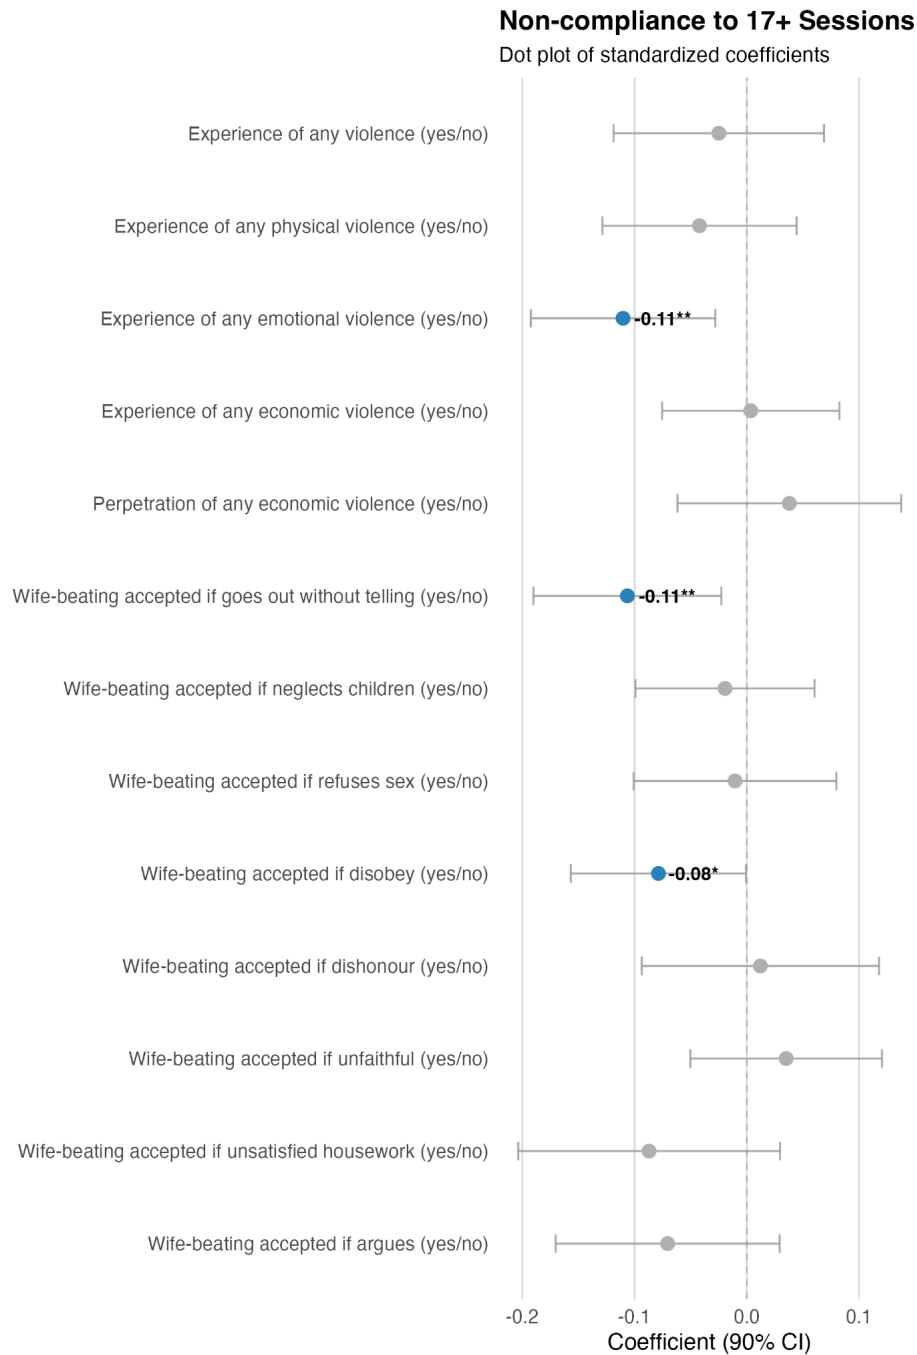 Non-compliance to 17+ Sessions
Dot plot of standardized coefficients
Experience of any violence (yes/no)
Experience of any physical violence (yes/no)
Experience of any emotional violence (yes/no)
-0.11**
Experience of any economic violence (yes/no)
Perpetration of any economic violence (yes/no)
Wife-beating accepted if goes out without telling (yes/no)
-0.11**
Wife-beating accepted if neglects children (yes/no)
Wife-beating accepted if refuses sex (yes/no)
Wife-beating accepted if disobey (yes/no)
-0.08*
Wife-beating accepted if dishonour (yes/no)
Wife-beating accepted if unfaithful (yes/no)
Wife-beating accepted if unsatisfied housework (yes/no)
Wife-beating accepted if argues (yes/no)
-0.2 -0.1 0.0 0.1
Coefficient (90% CI)